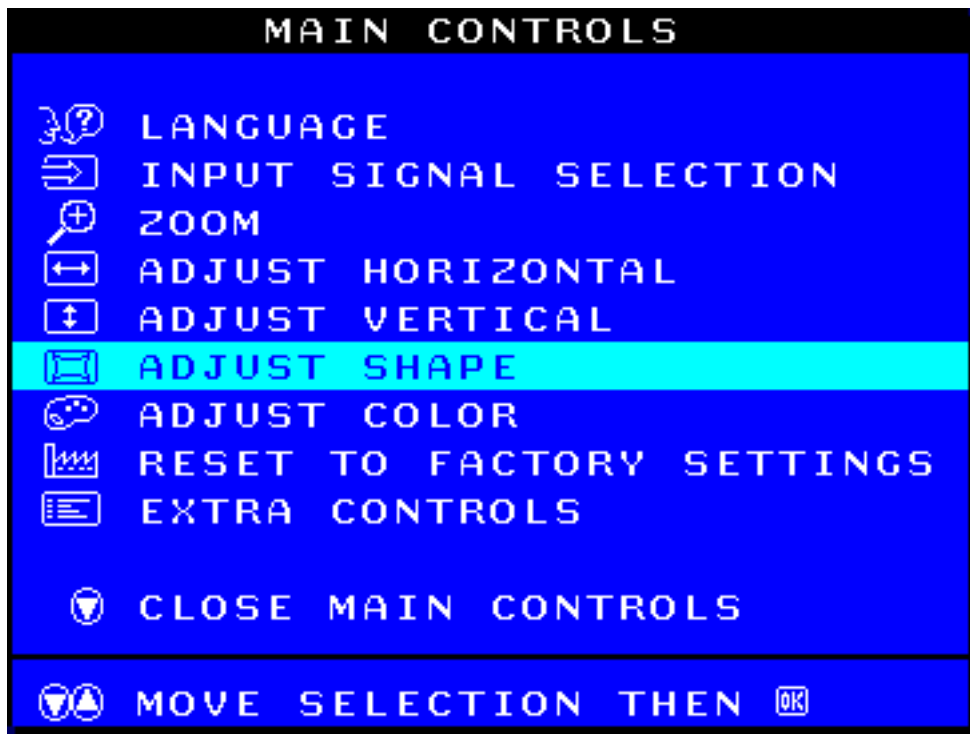 MAIN CONTROLS
LANGUAGE
INPUT SIGNAL SELECTION
ZOOM
ADJUST HORIZONTAL
ADJUST VERTICAL
ADJUST SHAPE
ADJUST COLOR
RESET TO FACTORY SETTINGS
EXTRA CONTROLS
CLOSE MAIN CONTROLS
MOVE SELECTION THEN OK